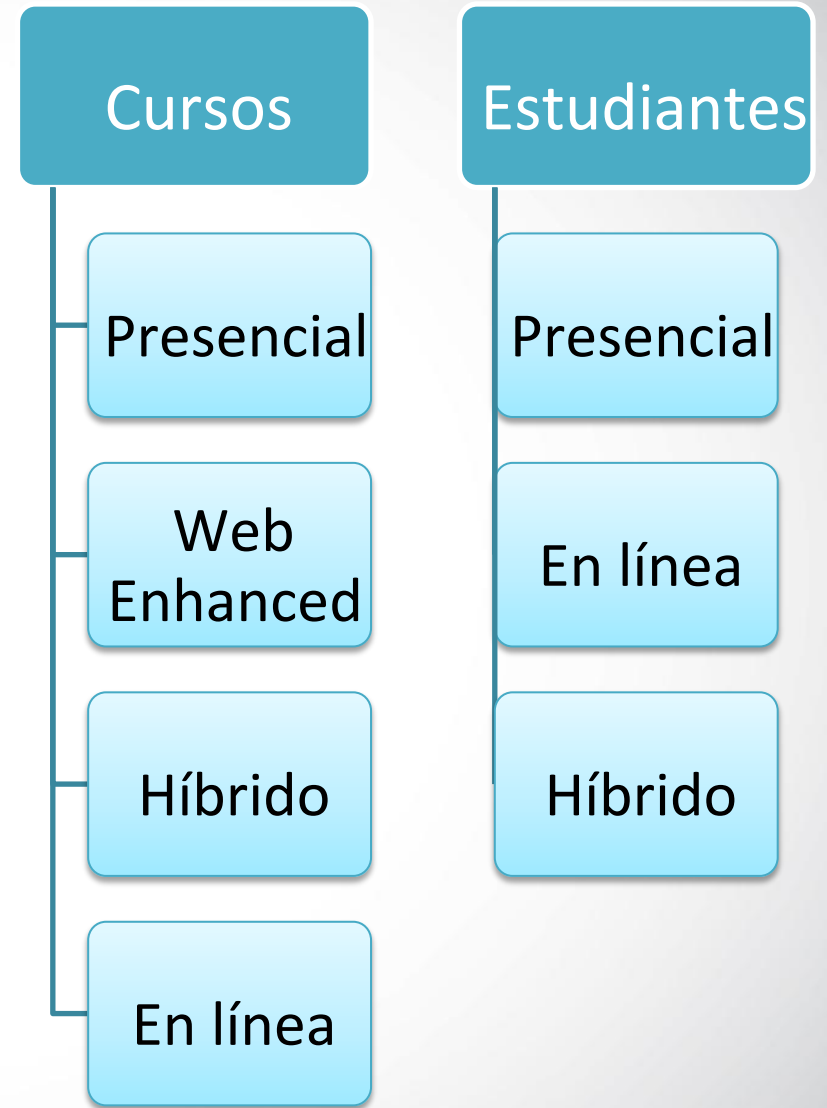 Cursos
Presencial
Web
Enhanced
Híbrido
En línea
Estudiantes
Presencial
En línea
Híbrido